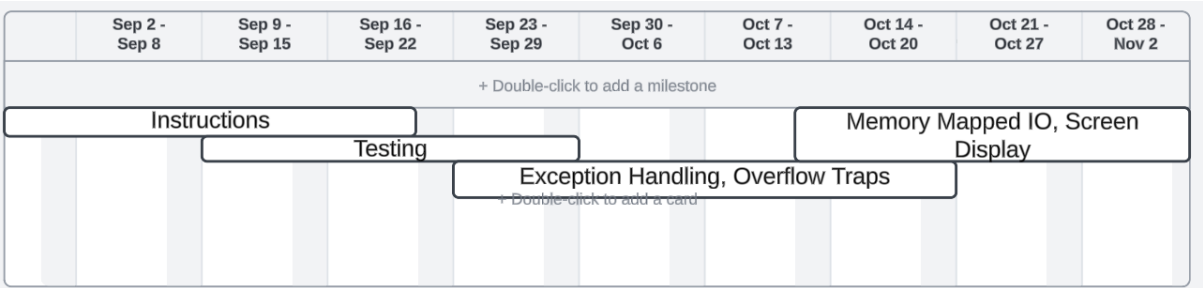 Sep 2 -
Sep 8
Sep 9 -
Sep 15
Sep 16 -
Sep 22
Sep 23 -
Sep 29
Sep 30 -
Oct 6
Oct 7 -
Oct 13
Oct 14 -
Oct 20
Oct 21 -
Oct 27
Oct 28 -
Nov 2
+ Double-click to add a milestone
Instructions
Memory Mapped IO, Screen
Display
Testing
Exception Handling, Overflow Traps
+ Double-click to add a card